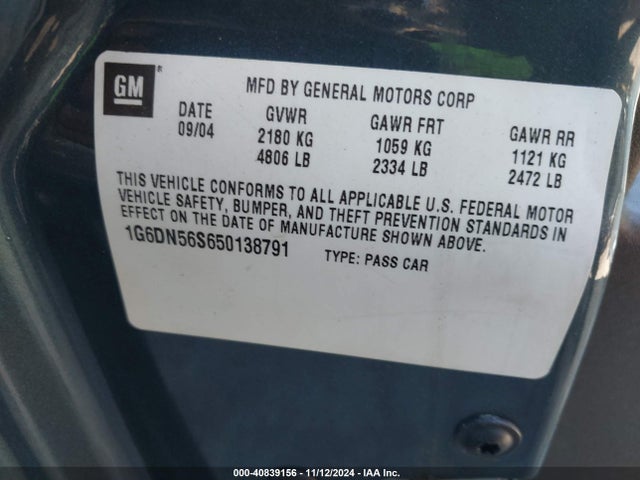 GM ®
MFD BY GENERAL MOTORS CORP
DATE GVWR GAWR FRT GAWR RR
09/04 2180 KG 1059 KG 1121 KG
4806 LB 2334 LB 2472 LB
THIS VEHICLE CONFORMS TO ALL APPLICABLE U.S. FEDERAL MOTOR
VEHICLE SAFETY, BUMPER, AND THEFT PREVENTION STANDARDS IN
EFFECT ON THE DATE OF MANUFACTURE SHOWN ABOVE.
1G6DN56S650138791 TYPE: PASS CAR
000-40839156 - 11/12/2024 - IAA Inc.